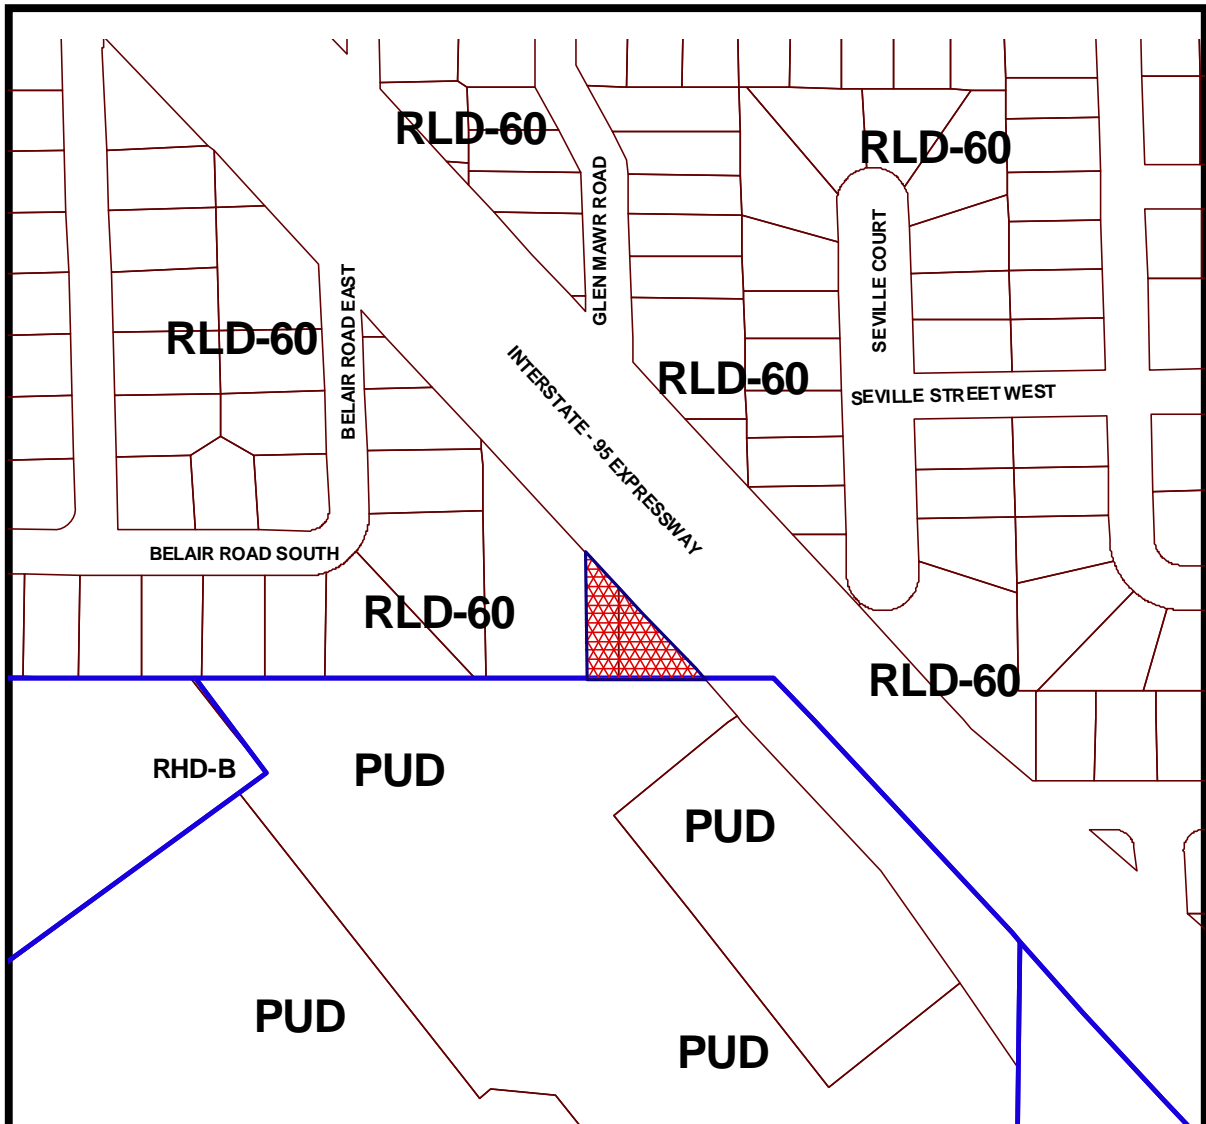 RLD-60
RLD-60
GLEN MAWR ROAD
SEVILLE COURT
BELAIR ROAD EAST
RLD-60
INTERSTATE - 95 EXPRESSWAY
RLD-60
SEVILLE STREET WEST
BELAIR ROAD SOUTH
RLD-60
RLD-60
RHD-B
PUD
PUD
PUD
PUD